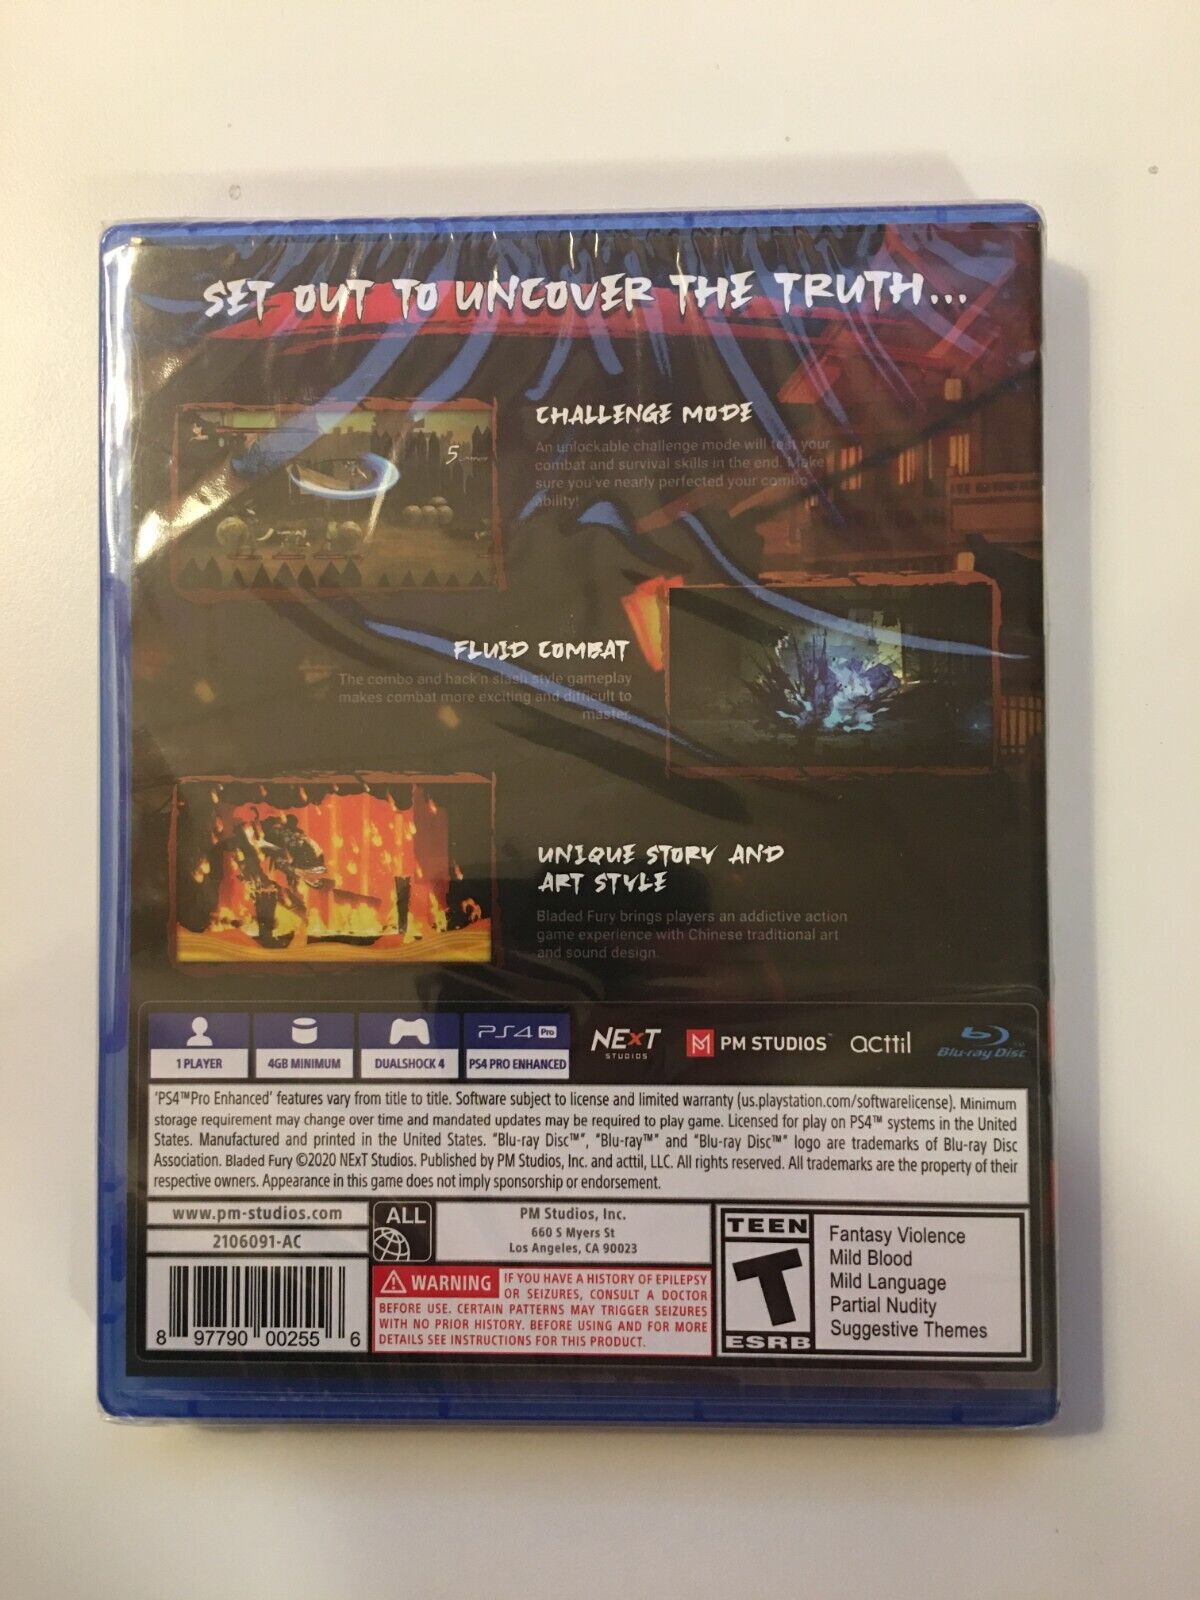 SET OUT TO UNCOVER THE TRUTH...
CHALLENGE MODE
An unlockable challenge mode will test your
combat and survival skills in the end. Make
sure you've nearly perfected your combo
ability!
5
FLUID COMBAT
The combo and hack'n slash style gameplay
makes combat more exciting and difficult to
master.
UNIQUE STORY AND
ART STYLE
Bladed Fury brings players an addictive action
game experience with Chinese traditional art
and sound design.
1 PLAYER
4GB MINIMUM
DUALSHOCK 4
PS4 Pro
PS4 PRO ENHANCED
NExT
STUDIOS
PM STUDIOS™
acttil
Blu-ray Disc™
'PS4™Pro Enhanced' features vary from title to title. Software subject to license and limited warranty (us.playstation.com/softwarelicense). Minimum
storage requirement may change over time and mandated updates may be required to play game. Licensed for play on PS4™ systems in the United
States. Manufactured and printed in the United States. "Blu-ray Disc™", "Blu-ray™" and "Blu-ray Disc™" logo are trademarks of Blu-ray Disc
Association. Bladed Fury ©2020 NExT Studios. Published by PM Studios, Inc. and acttil, LLC. All rights reserved. All trademarks are the property of their
respective owners. Appearance in this game does not imply sponsorship or endorsement.
www.pm-studios.com
2106091-AC
ALL
PM Studios, Inc.
660 S Myers St
Los Angeles, CA 90023
WARNING IF YOU HAVE A HISTORY OF EPILEPSY
OR SEIZURES, CONSULT A DOCTOR
BEFORE USE. CERTAIN PATTERNS MAY TRIGGER SEIZURES
WITH NO PRIOR HISTORY. BEFORE USING AND FOR MORE
DETAILS SEE INSTRUCTIONS FOR THIS PRODUCT.
8 97790 00255 6
TEEN
T
ESRB
Fantasy Violence
Mild Blood
Mild Language
Partial Nudity
Suggestive Themes